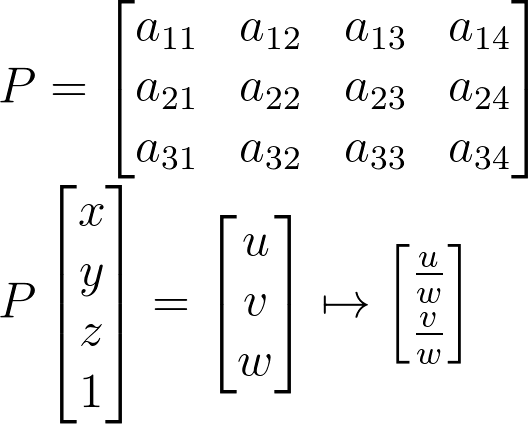 P = [a₁₁ a₁₂ a₁₃ a₁₄
a₂₁ a₂₂ a₂₃ a₂₄
a₃₁ a₃₂ a₃₃ a₃₄]
P [x y z 1] = [u v w] ↦ [u/w v/w]